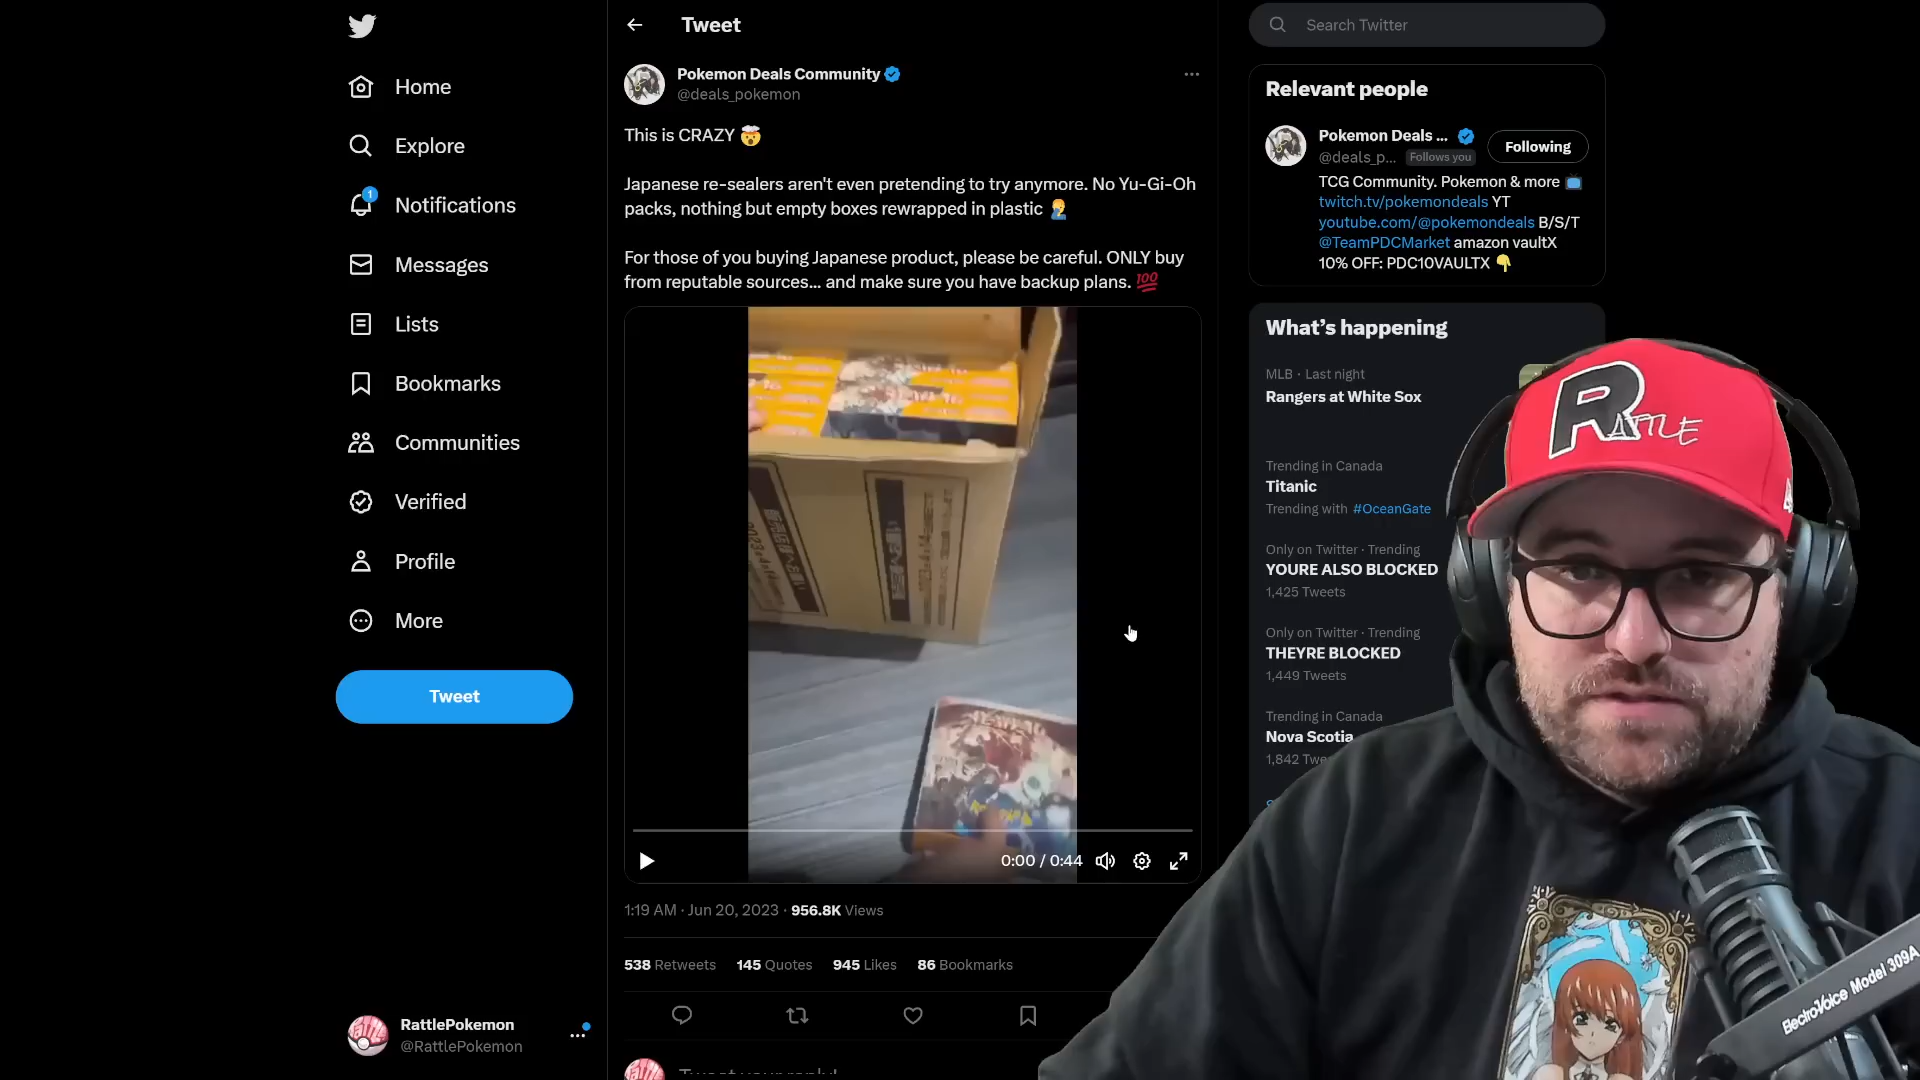 Home
Explore
1
Notifications
Messages
Lists
Bookmarks
Communities
Verified
Profile
More
Tweet
RattlePokemon
@RattlePokemon
Tweet
Pokemon Deals Community
@deals_pokemon
This is CRAZY 🤯
Japanese re-sealers aren't even pretending to try anymore. No Yu-Gi-Oh
packs, nothing but empty boxes rewrapped in plastic 🤦
For those of you buying Japanese product, please be careful. ONLY buy
from reputable sources... and make sure you have backup plans. 💯
0:00 / 0:44
1:19 AM · Jun 20, 2023 · 956.8K Views
538 Retweets 145 Quotes 945 Likes 86 Bookmarks
Tweet your reply!
Search Twitter
Relevant people
Pokemon Deals ...
Following
@deals_p... Follows you
TCG Community. Pokemon & more 📺
twitch.tv/pokemondeals YT
youtube.com/@pokemondeals B/S/T
@TeamPDCMarket amazon vaultX
10% OFF: PDC10VAULTX 👇
What's happening
MLB · Last night
Rangers at White Sox
Trending in Canada
Titanic
Trending with #OceanGate
Only on Twitter · Trending
YOURE ALSO BLOCKED
1,425 Tweets
Only on Twitter · Trending
THEYRE BLOCKED
1,449 Tweets
Trending in Canada
Nova Scotia
1,842 Twe
RATTLE
ElectroVoice Model 309A